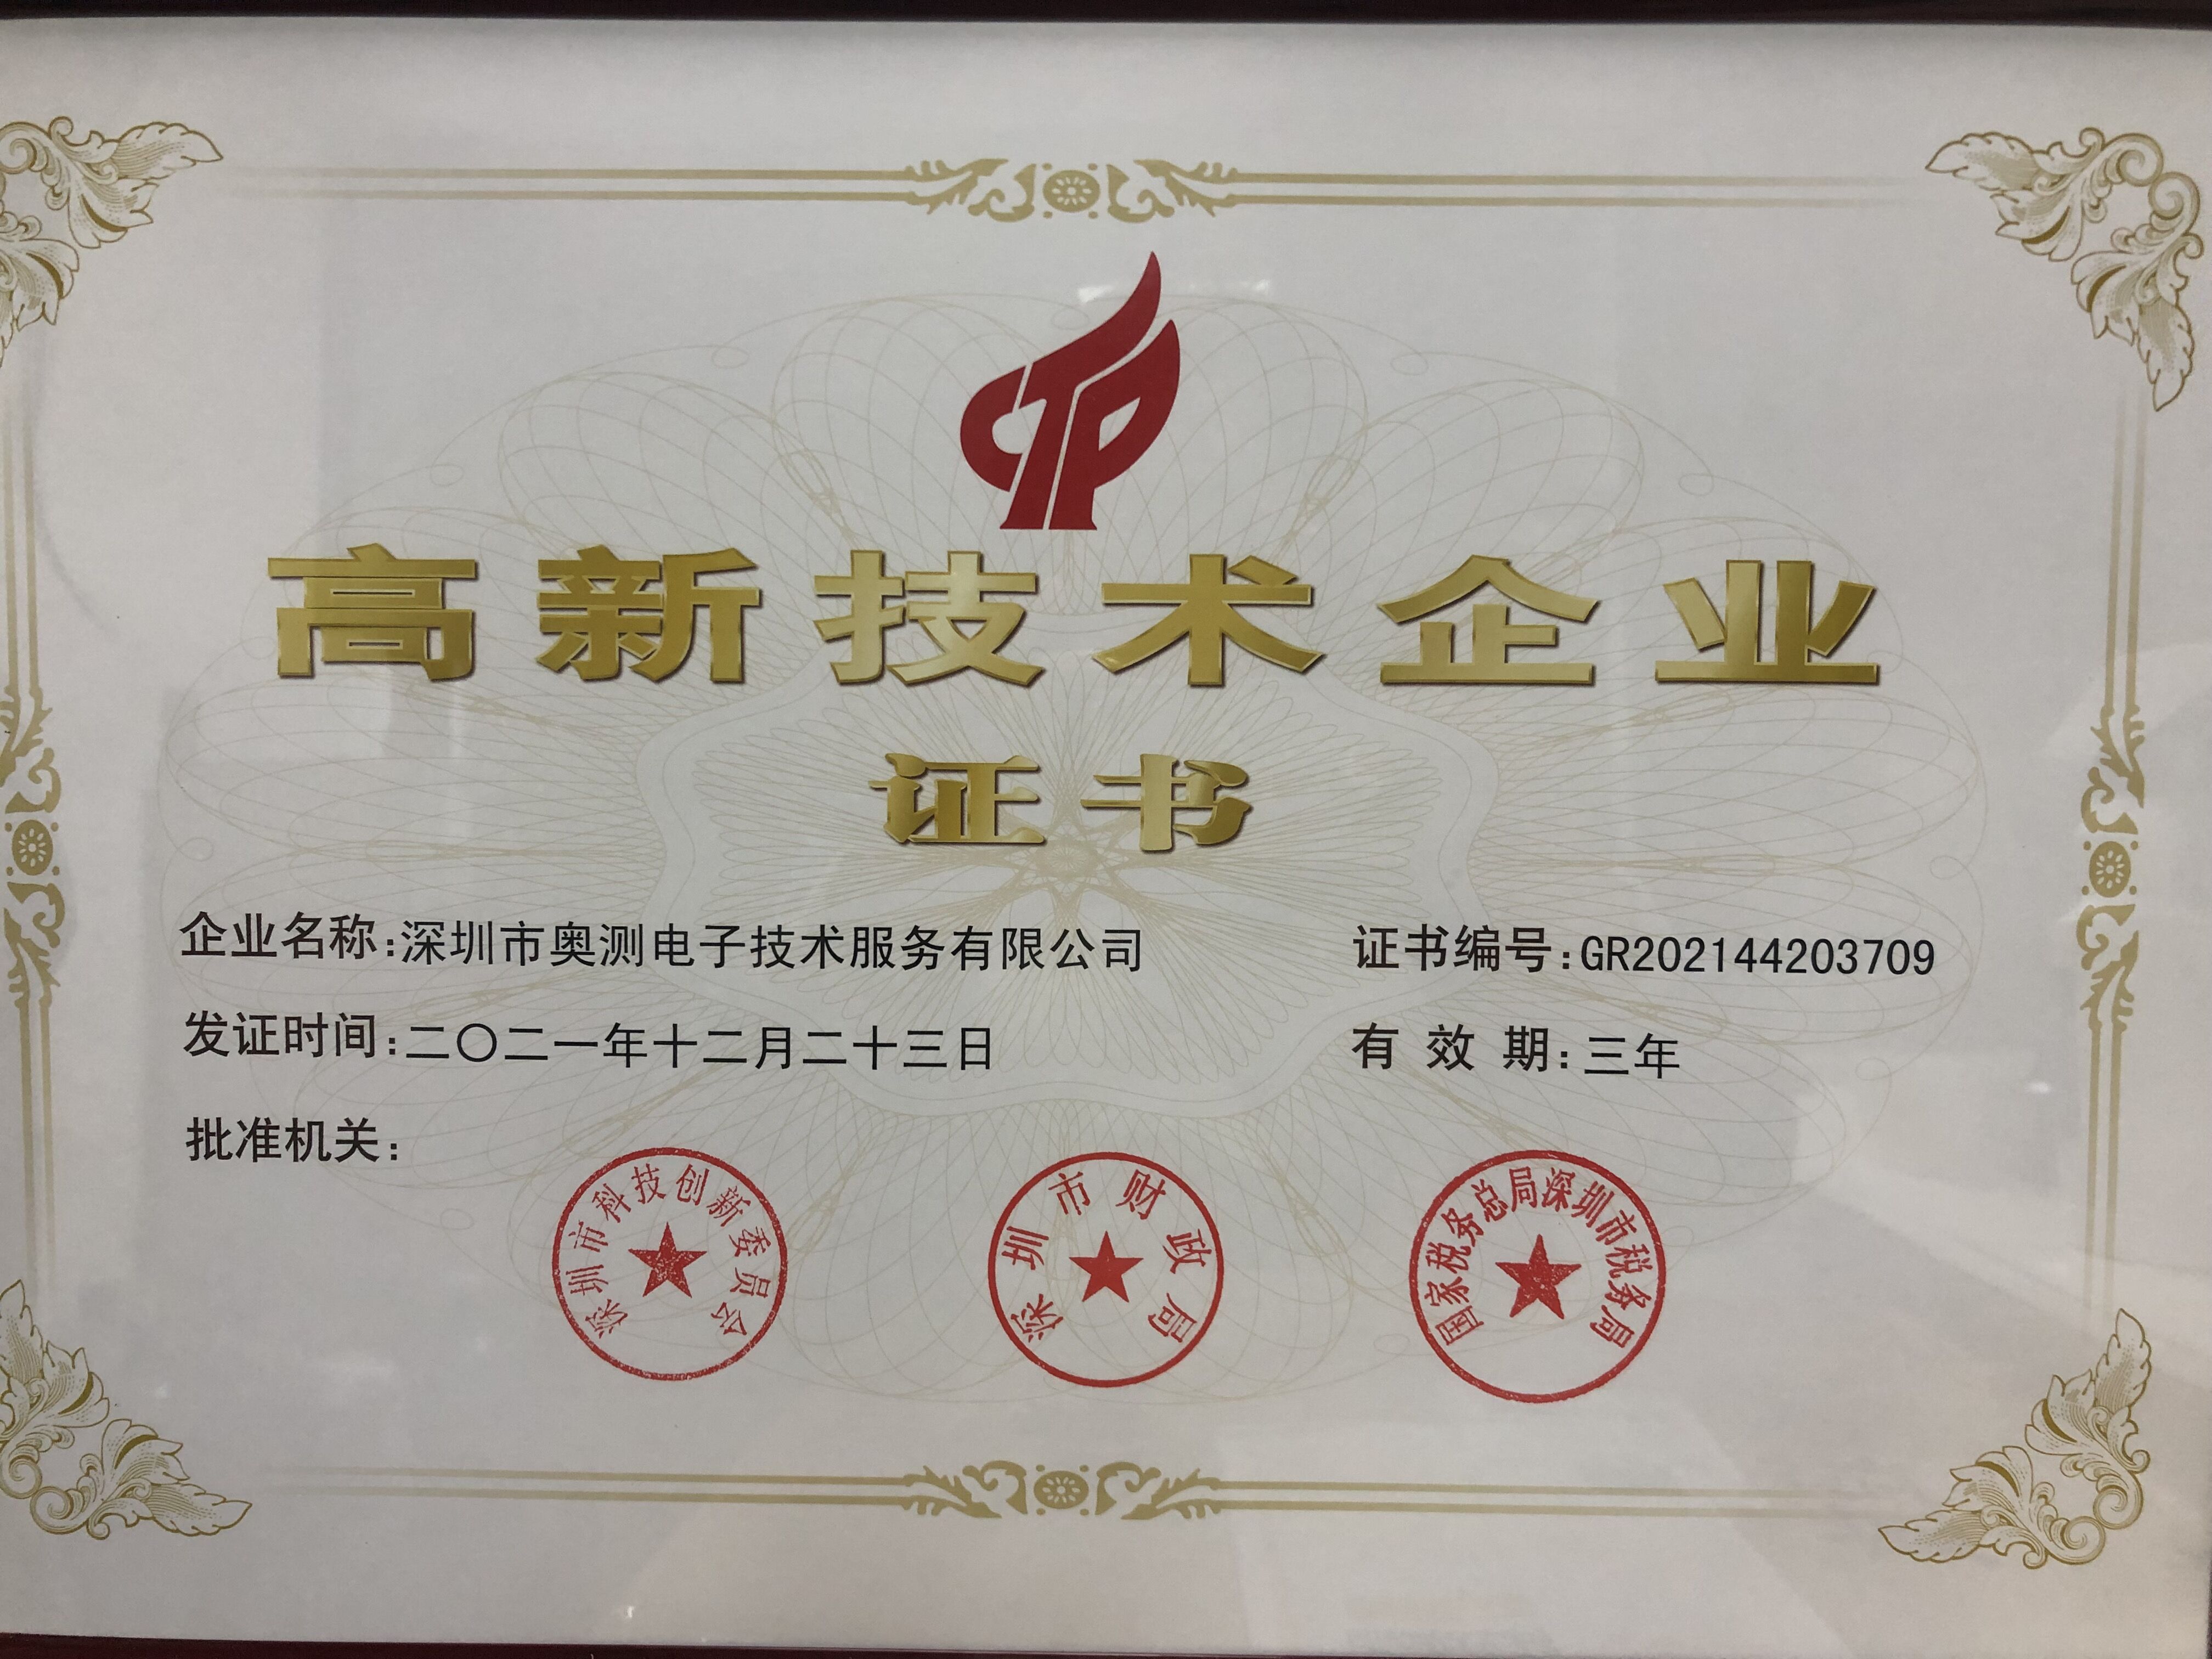 高新技术企业
证书
企业名称:深圳市奥测电子技术服务有限公司 证书编号:GR202144203709
发证时间:二〇二一年十二月二十三日 有效期:三年
批准机关:
深圳市科技创新委员会
深圳市财政局
国家税务总局深圳市税务局